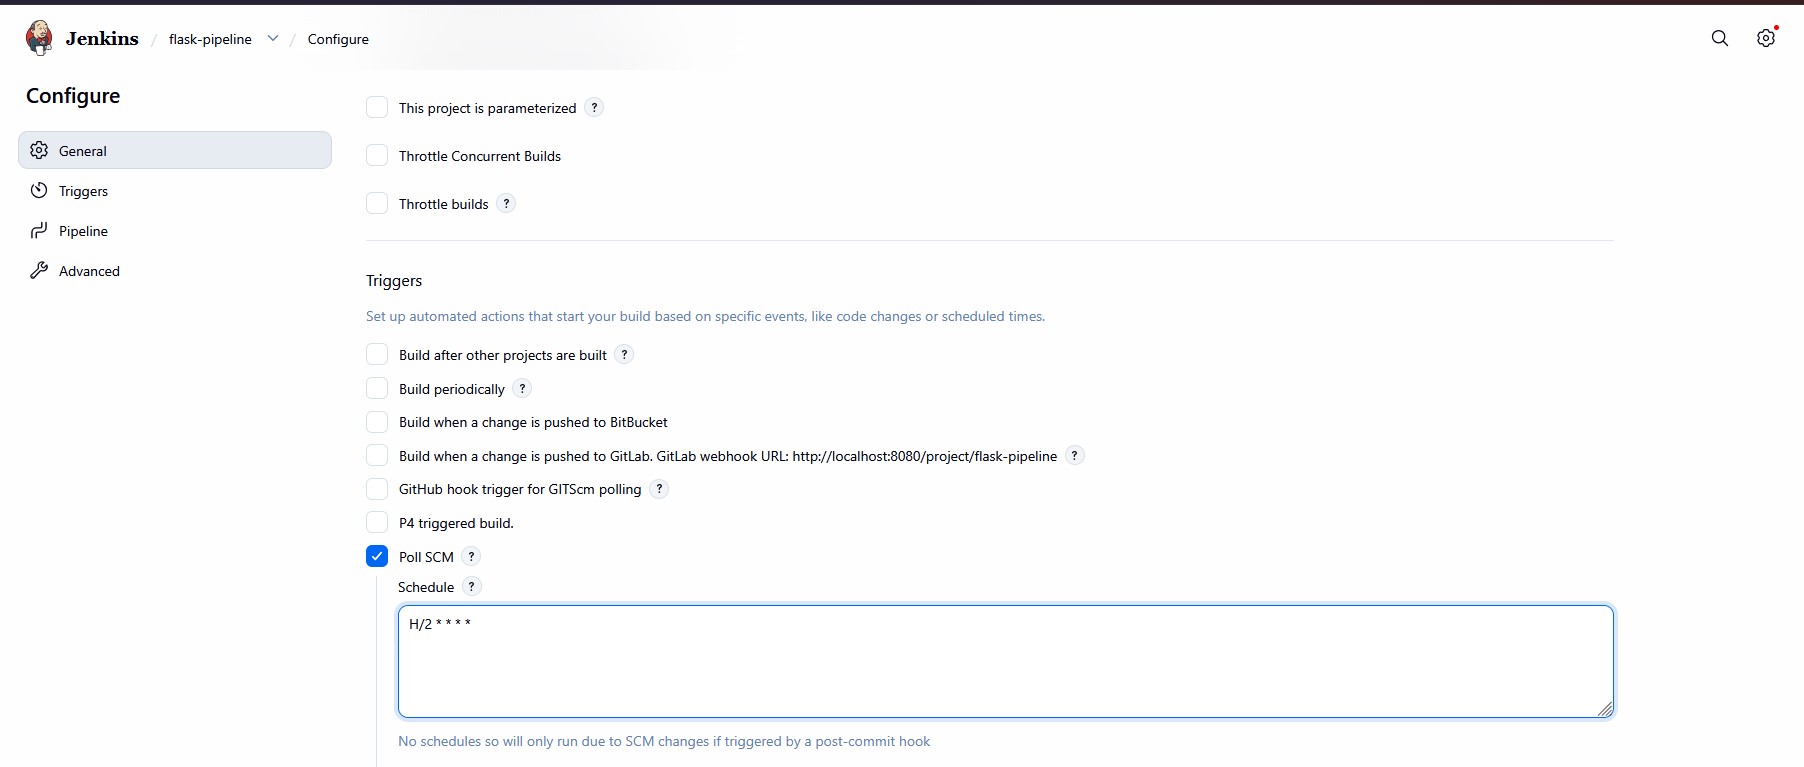 Jenkins / flask-pipeline / Configure
Configure
General
Triggers
Pipeline
Advanced
This project is parameterized ?
Throttle Concurrent Builds
Throttle builds ?
Triggers
Set up automated actions that start your build based on specific events, like code changes or scheduled times.
Build after other projects are built ?
Build periodically ?
Build when a change is pushed to BitBucket
Build when a change is pushed to GitLab. GitLab webhook URL: http://localhost:8080/project/flask-pipeline ?
GitHub hook trigger for GITScm polling ?
P4 triggered build.
Poll SCM ?
Schedule ?
H/2 * * * *
No schedules so will only run due to SCM changes if triggered by a post-commit hook